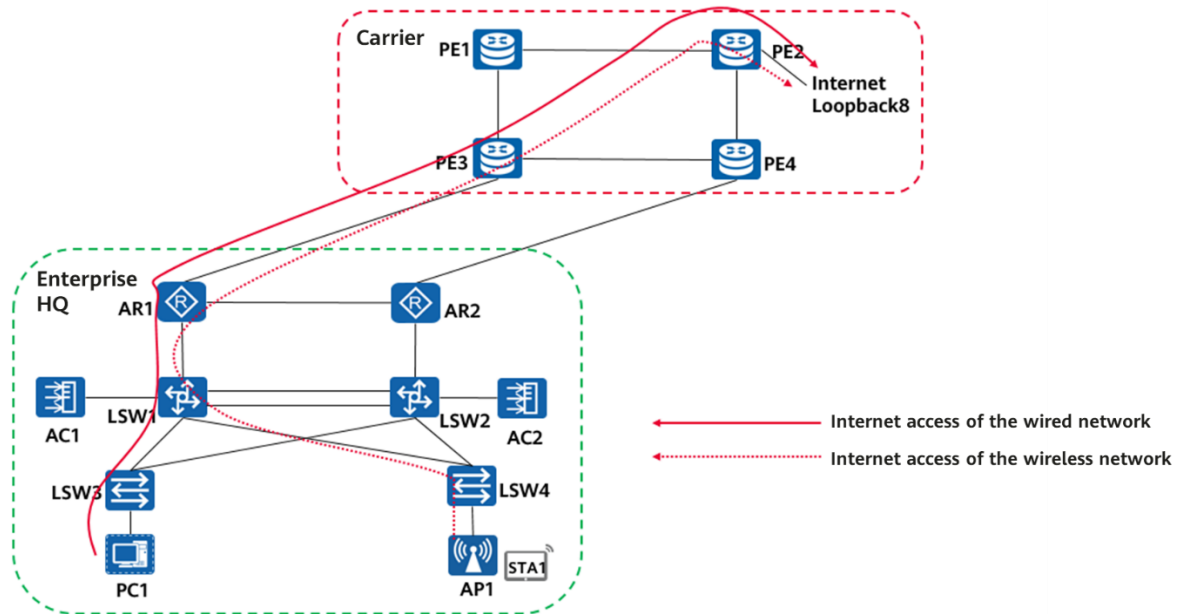 Carrier
PE1
PE2
Internet
Loopback8
PE3
PE4
Enterprise
HQ
AR1
R
R
AR2
LSW1
LSW2
AC1
AC2
Internet access of the wired network
Internet access of the wireless network
LSW3
LSW4
STA1
PC1
AP1